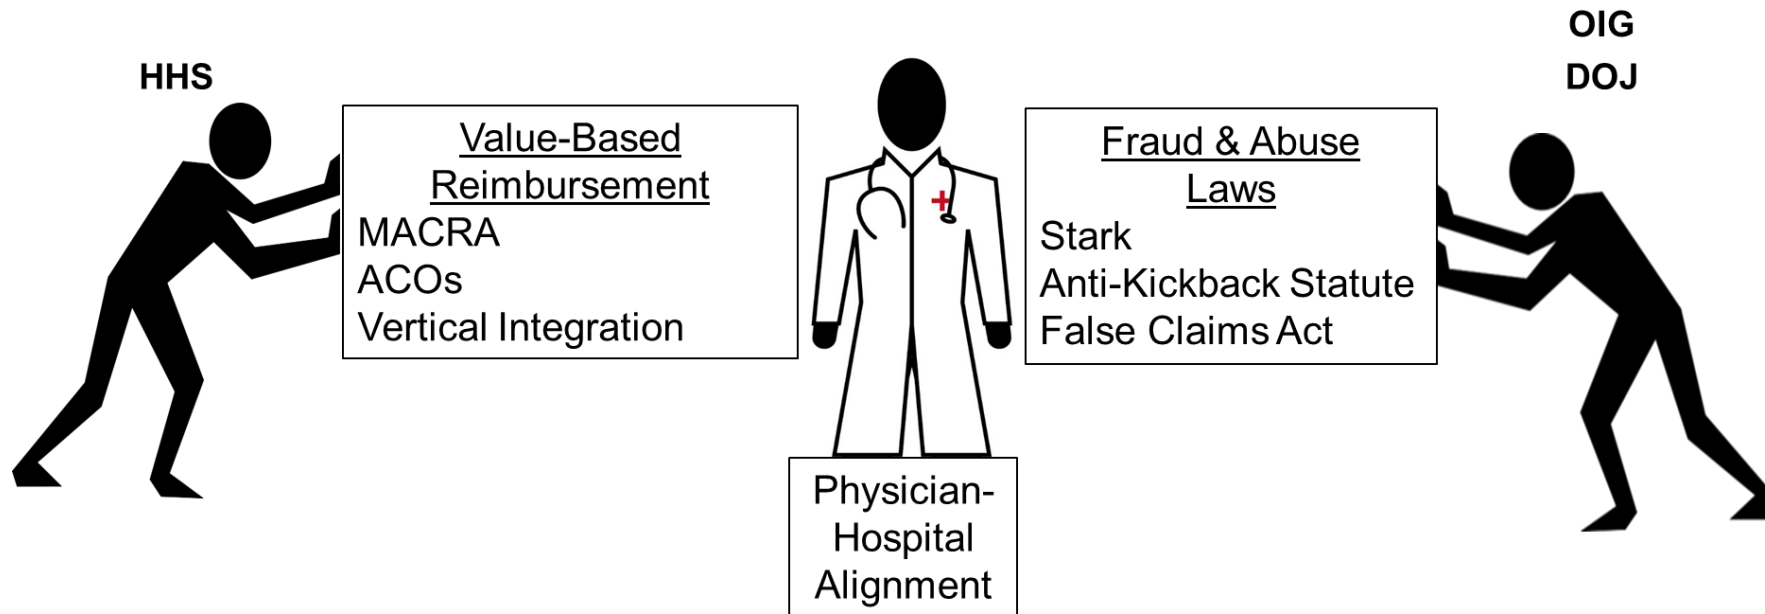 HHS
Value-Based
Reimbursement
MACRA
ACOs
Vertical Integration
Physician-
Hospital
Alignment
Fraud & Abuse
Laws
Stark
Anti-Kickback Statute
False Claims Act
OIG
DOJ